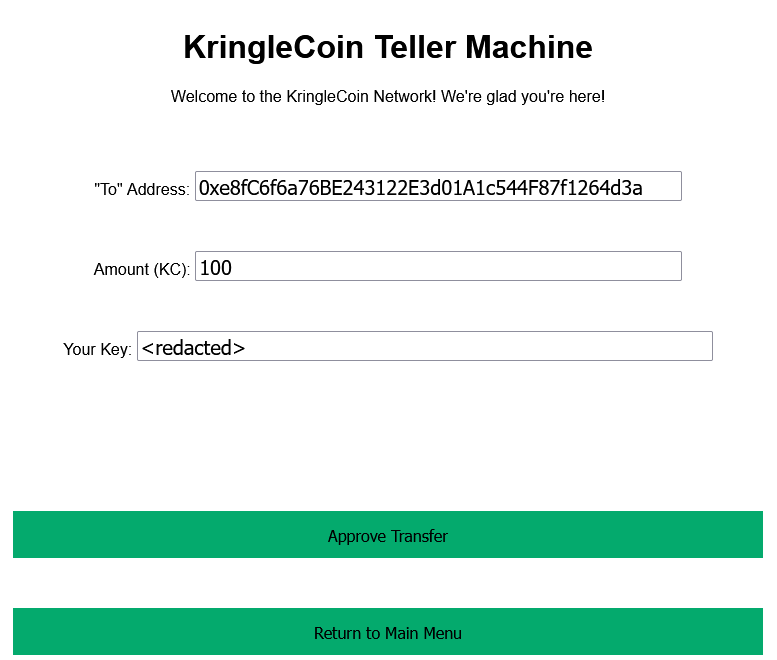 KringleCoin Teller Machine
Welcome to the KringleCoin Network! We're glad you're here!
"To" Address: 0xe8fC6f6a76BE243122E3d01A1c544F87f1264d3a
Amount (KC): 100
Your Key: <redacted>
Approve Transfer
Return to Main Menu